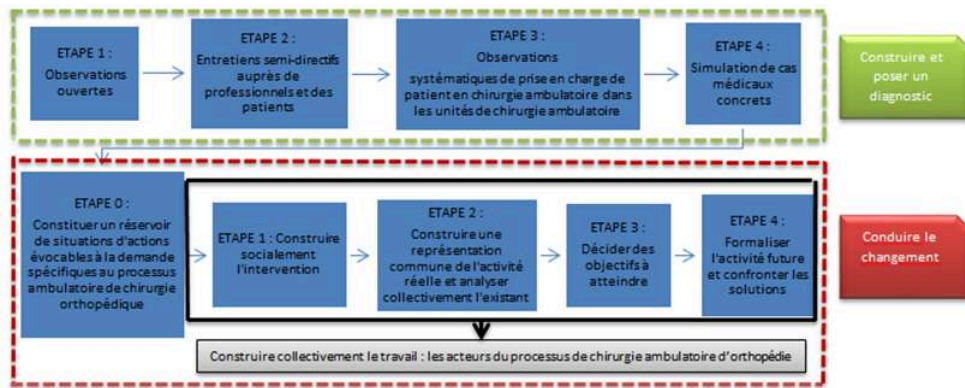 ETAPE 1 :
Observations
ouvertes
ETAPE 2 :
Entretiens semi-directifs
auprès de
professionnels et des
patients
ETAPE 3 :
Observations
systématiques de prise en charge de
patient en chirurgie ambulatoire dans
les unités de chirurgie ambulatoire
ETAPE 4 :
Simulation de cas
médicaux
concrets
Construire et
poser un
diagnostic
ETAPE 0 :
Constituer un réservoir
de situations d'actions
évocables à la demande
spécifiques au processus
ambulatoire de chirurgie
orthopédique
ETAPE 1 : Construire
socialement
l'intervention
ETAPE 2 :
Construire une
représentation
commune de l'activité
réelle et analyser
collectivement l'existant
ETAPE 3 :
Décider des
objectifs à
atteindre
ETAPE 4 :
Formaliser
l'activité future
et confronter les
solutions
Conduire le
changement
Construire collectivement le travail : les acteurs du processus de chirurgie ambulatoire d'orthopédie